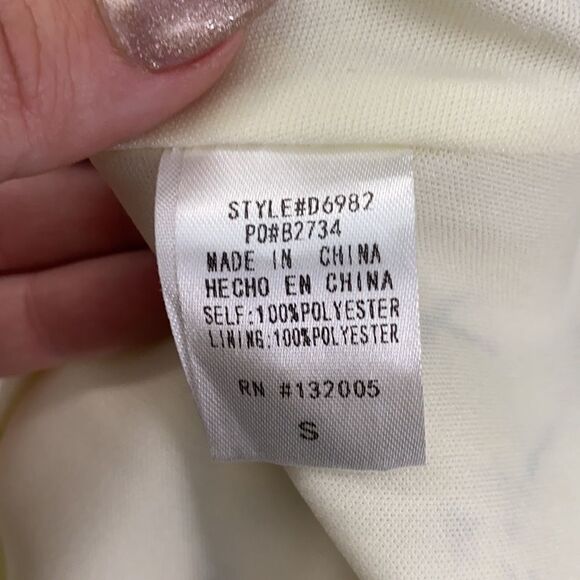 STYLE#D6982
PO#B2734
MADE IN CHINA
HECHO EN CHINA
SELF:100%POLYESTER
LINING:100%POLYESTER
RN #132005
S